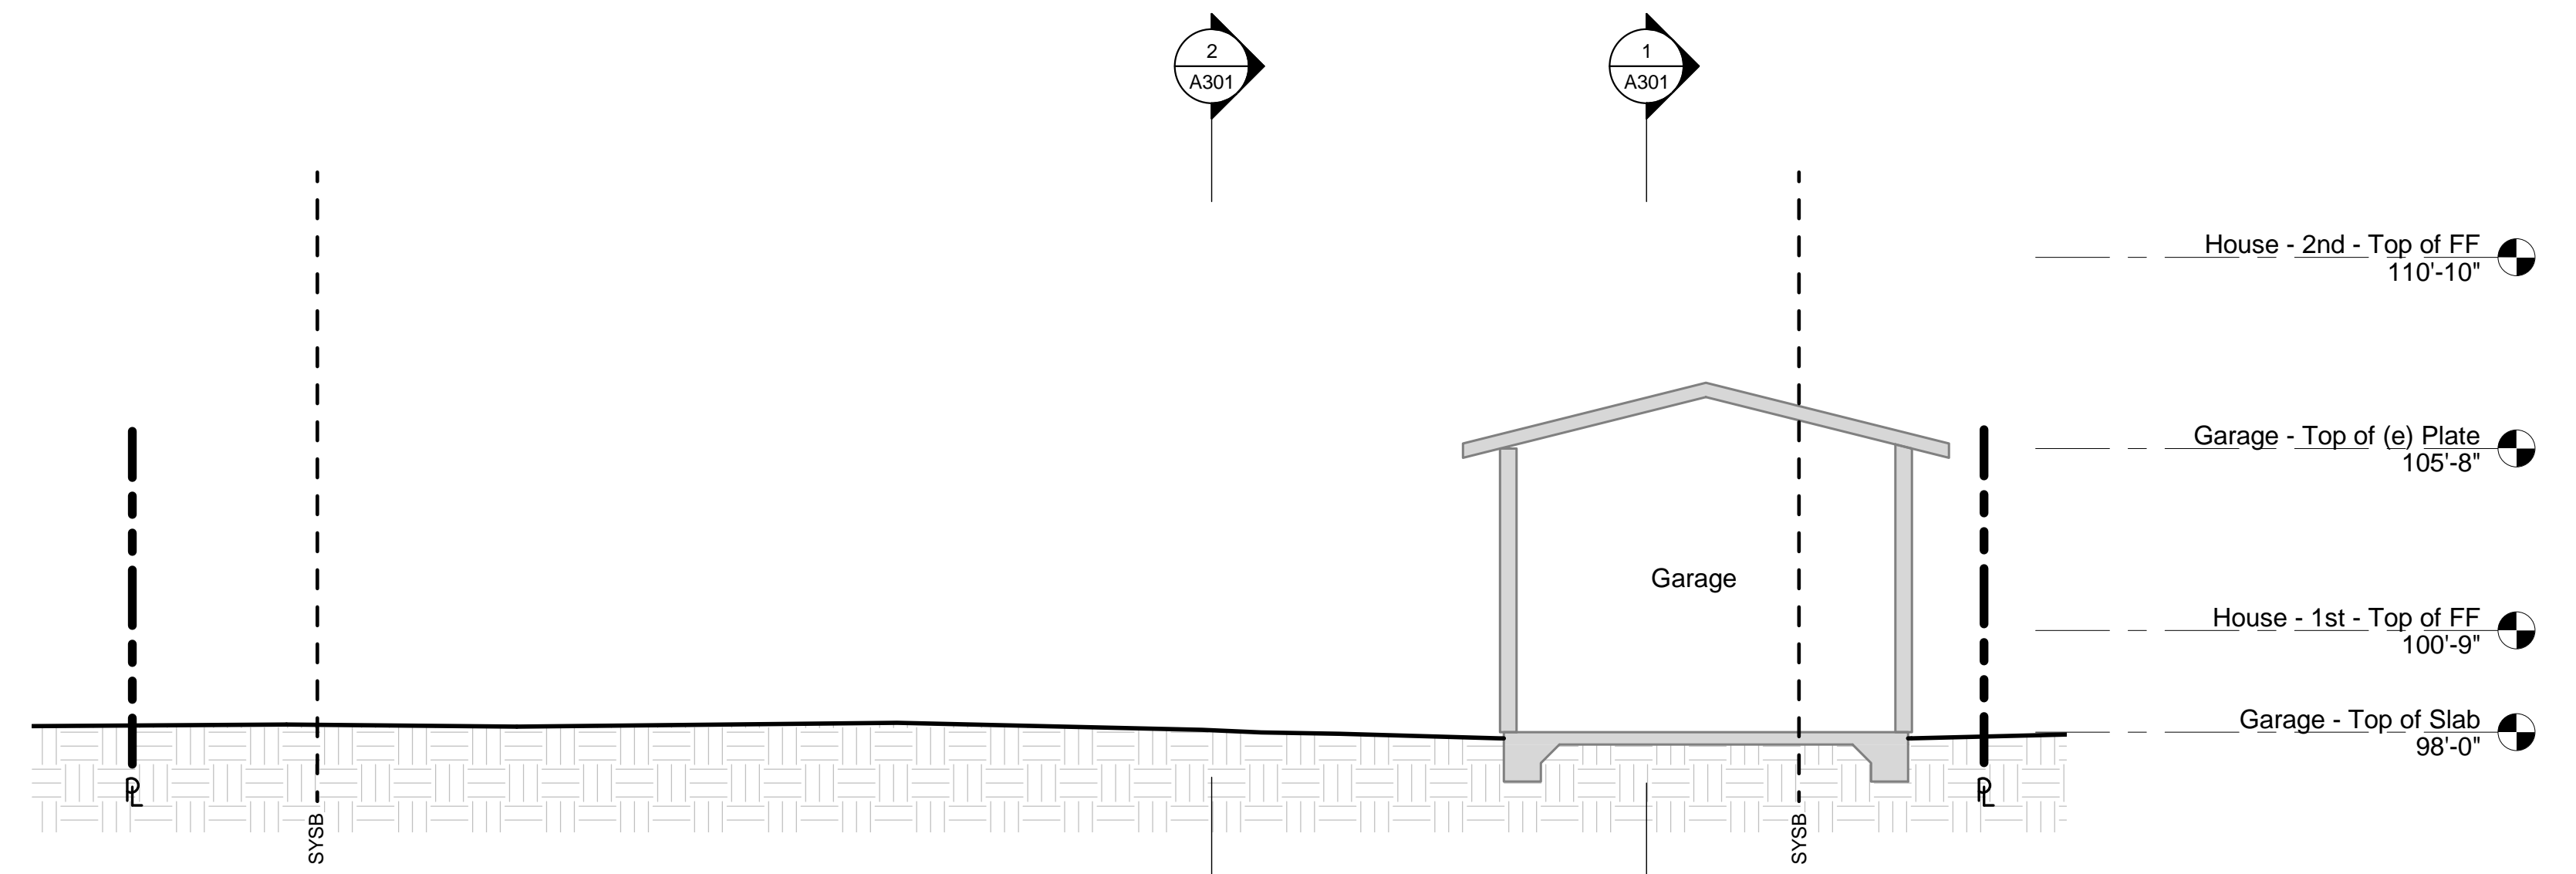 2
A301
1
A301
House - 2nd - Top of FF
110'-10"
Garage - Top of (e) Plate
105'-8"
Garage
House - 1st - Top of FF
100'-9"
Garage - Top of Slab
98'-0"
PL
PL
SYSB
SYSB